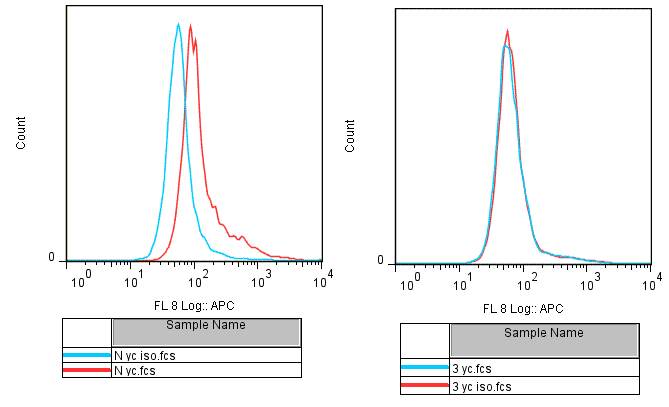 Count
0
10^0 10^1 10^2 10^3 10^4
FL 8 Log:: APC
Sample Name
N yc iso.fcs
N yc.fcs
Count
0
10^0 10^1 10^2 10^3 10^4
FL 8 Log:: APC
Sample Name
3 yc.fcs
3 yc iso.fcs